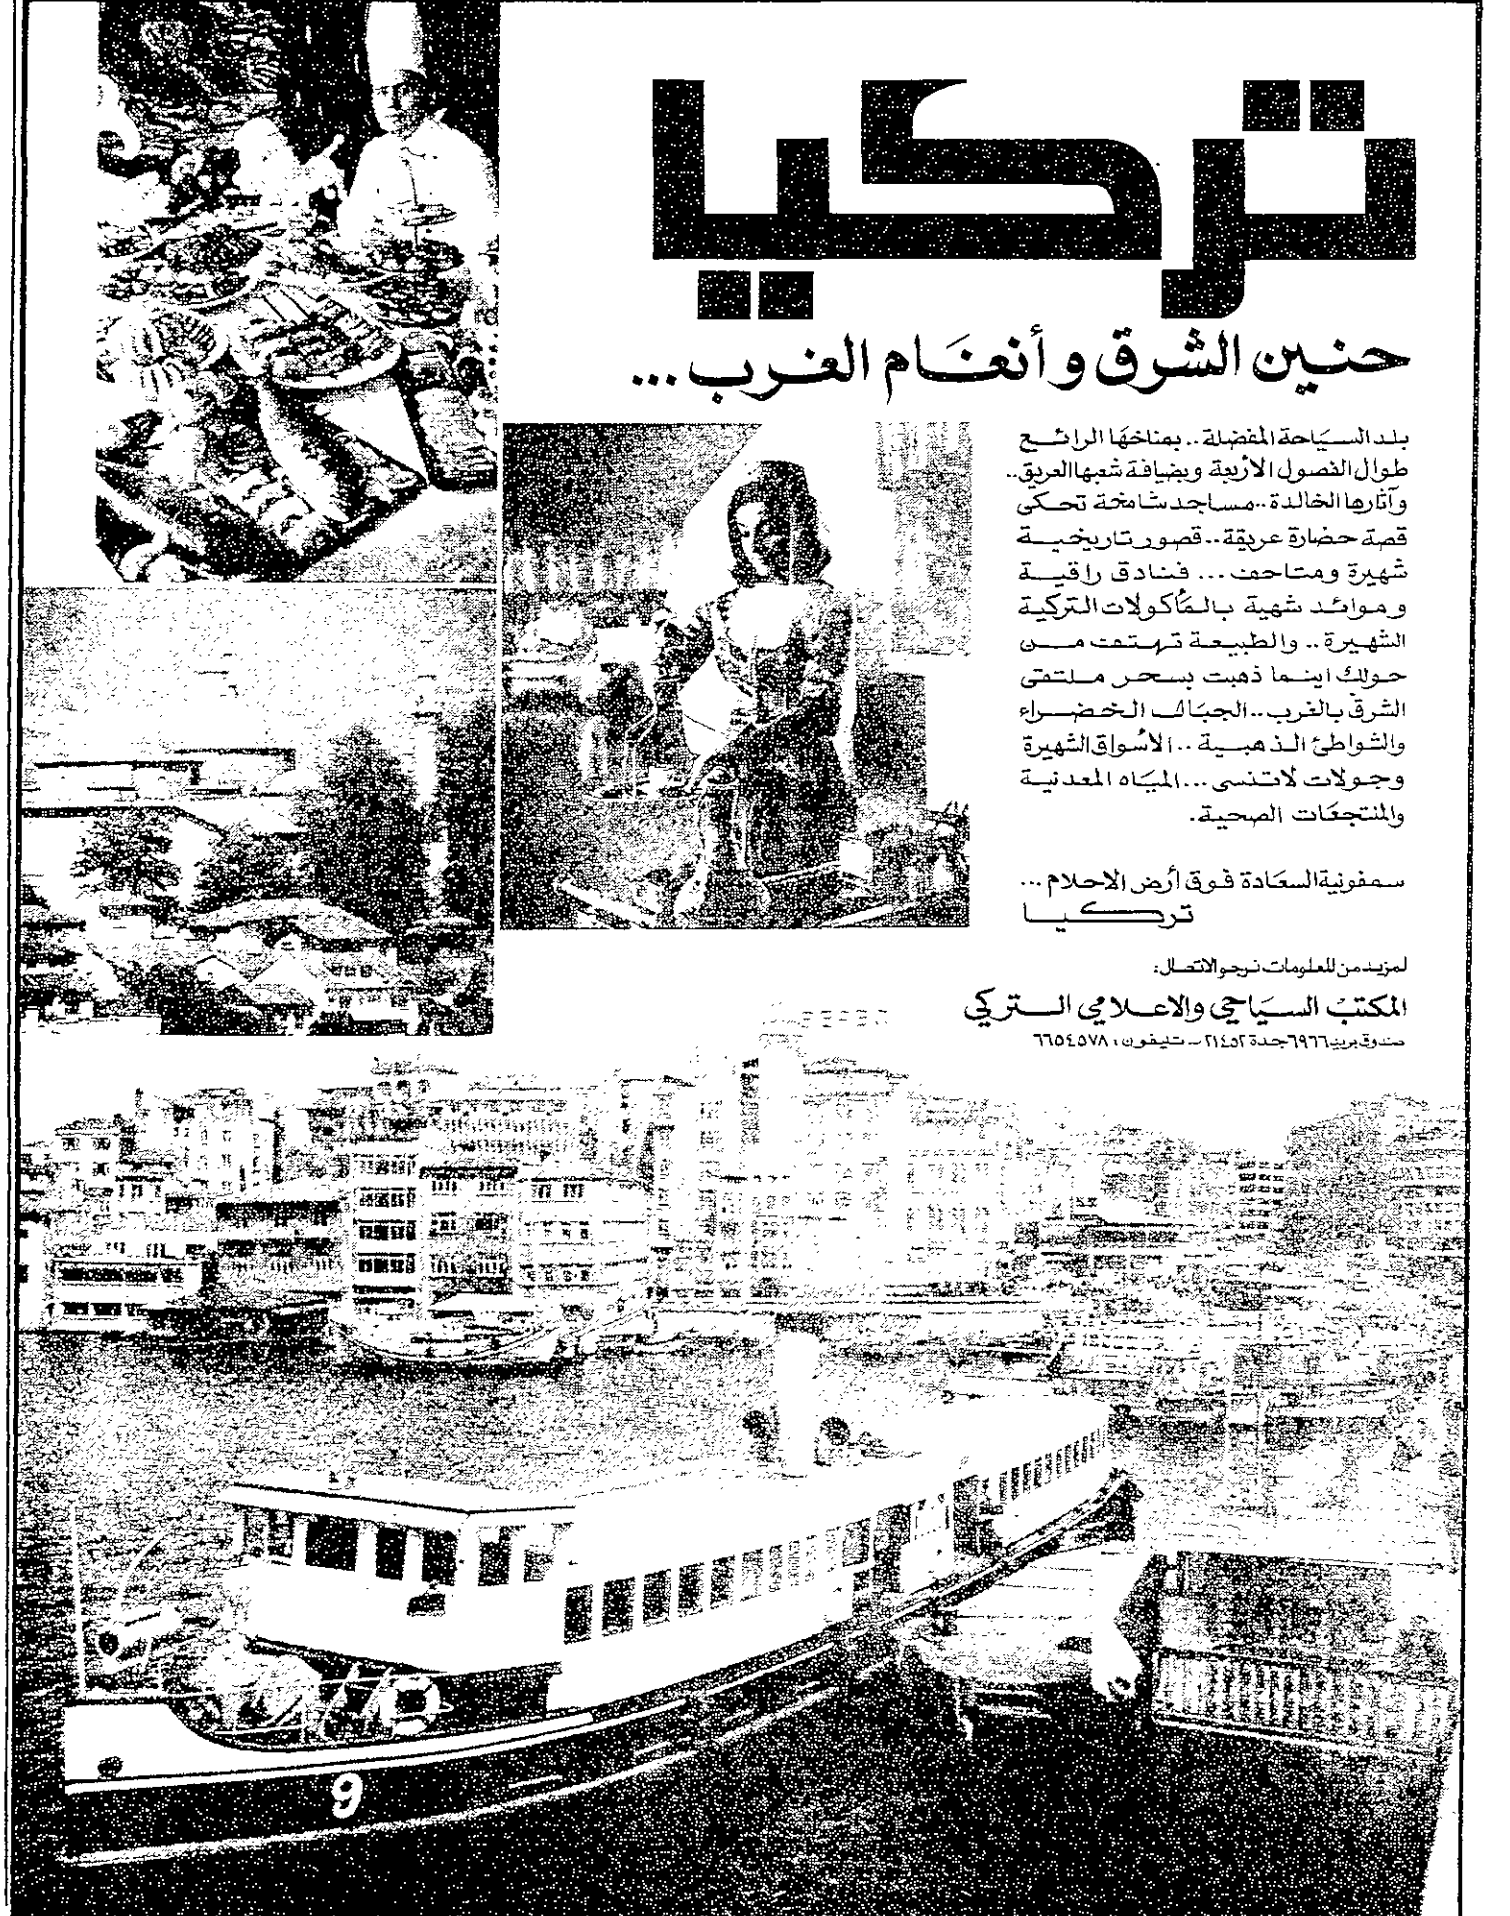 تركيا
حنين الشرق وأنغام الغرب...
بلد السياحة المفضلة.. بمناخها الرائع
طوال الفصول الأربعة وبضيافة شعبها العريق..
وآثارها الخالدة.. مساجد شامخة تحكى
قصة حضارة عريقة.. قصور تاريخية
شهيرة ومتاحف... فنادق راقية
وموائد شهية بالمأكولات التركية
الشهيرة.. والطبيعة تهتف من
حولك اينما ذهبت بسحر ملتقى
الشرق بالغرب.. الجبال الخضراء
والشواطئ الذهبية.. الأسواق الشهيرة
وجولات لاتنسى... المياه المعدنية
والمنتجعات الصحية.
سمفونية السعادة فوق أرض الاحلام...
تركيا
لمزيد من المعلومات نرجو الاتصال:
المكتب السياحي والاعلامي التركي
صندوق بريد ٦٩٦٦ جدة ٢١٤٥٢ - تليفون: ٦٦٥٤٥٧٨
9